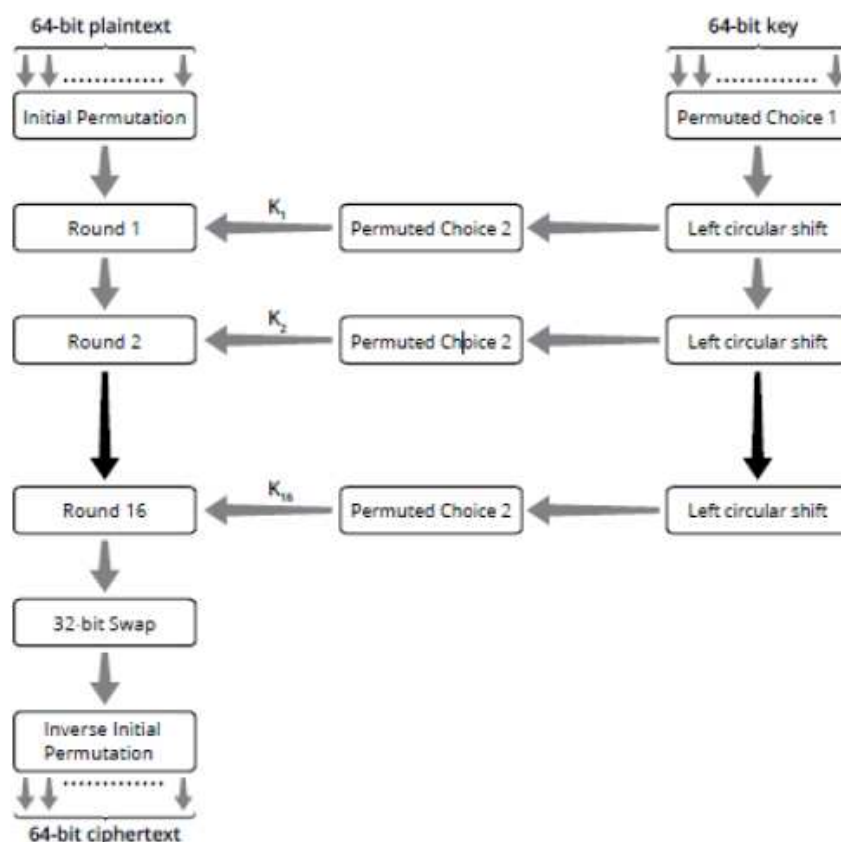 64-bit plaintext
64-bit key
Initial Permutation
Permuted Choice 1
K₁
Round 1
Permuted Choice 2
Left circular shift
K₂
Round 2
Permuted Choice 2
Left circular shift
K₁₆
Round 16
Permuted Choice 2
Left circular shift
32-bit Swap
Inverse Initial
Permutation
64-bit ciphertext